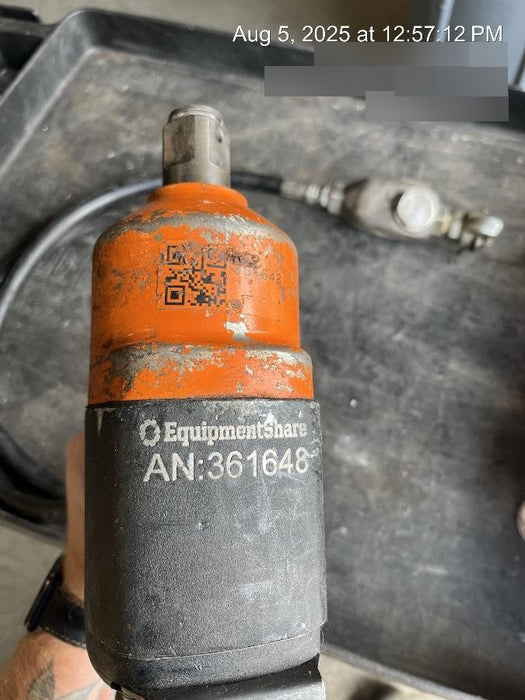 Aug 5, 2025 at 12:57:12 PM
EquipmentShare
AN:361648